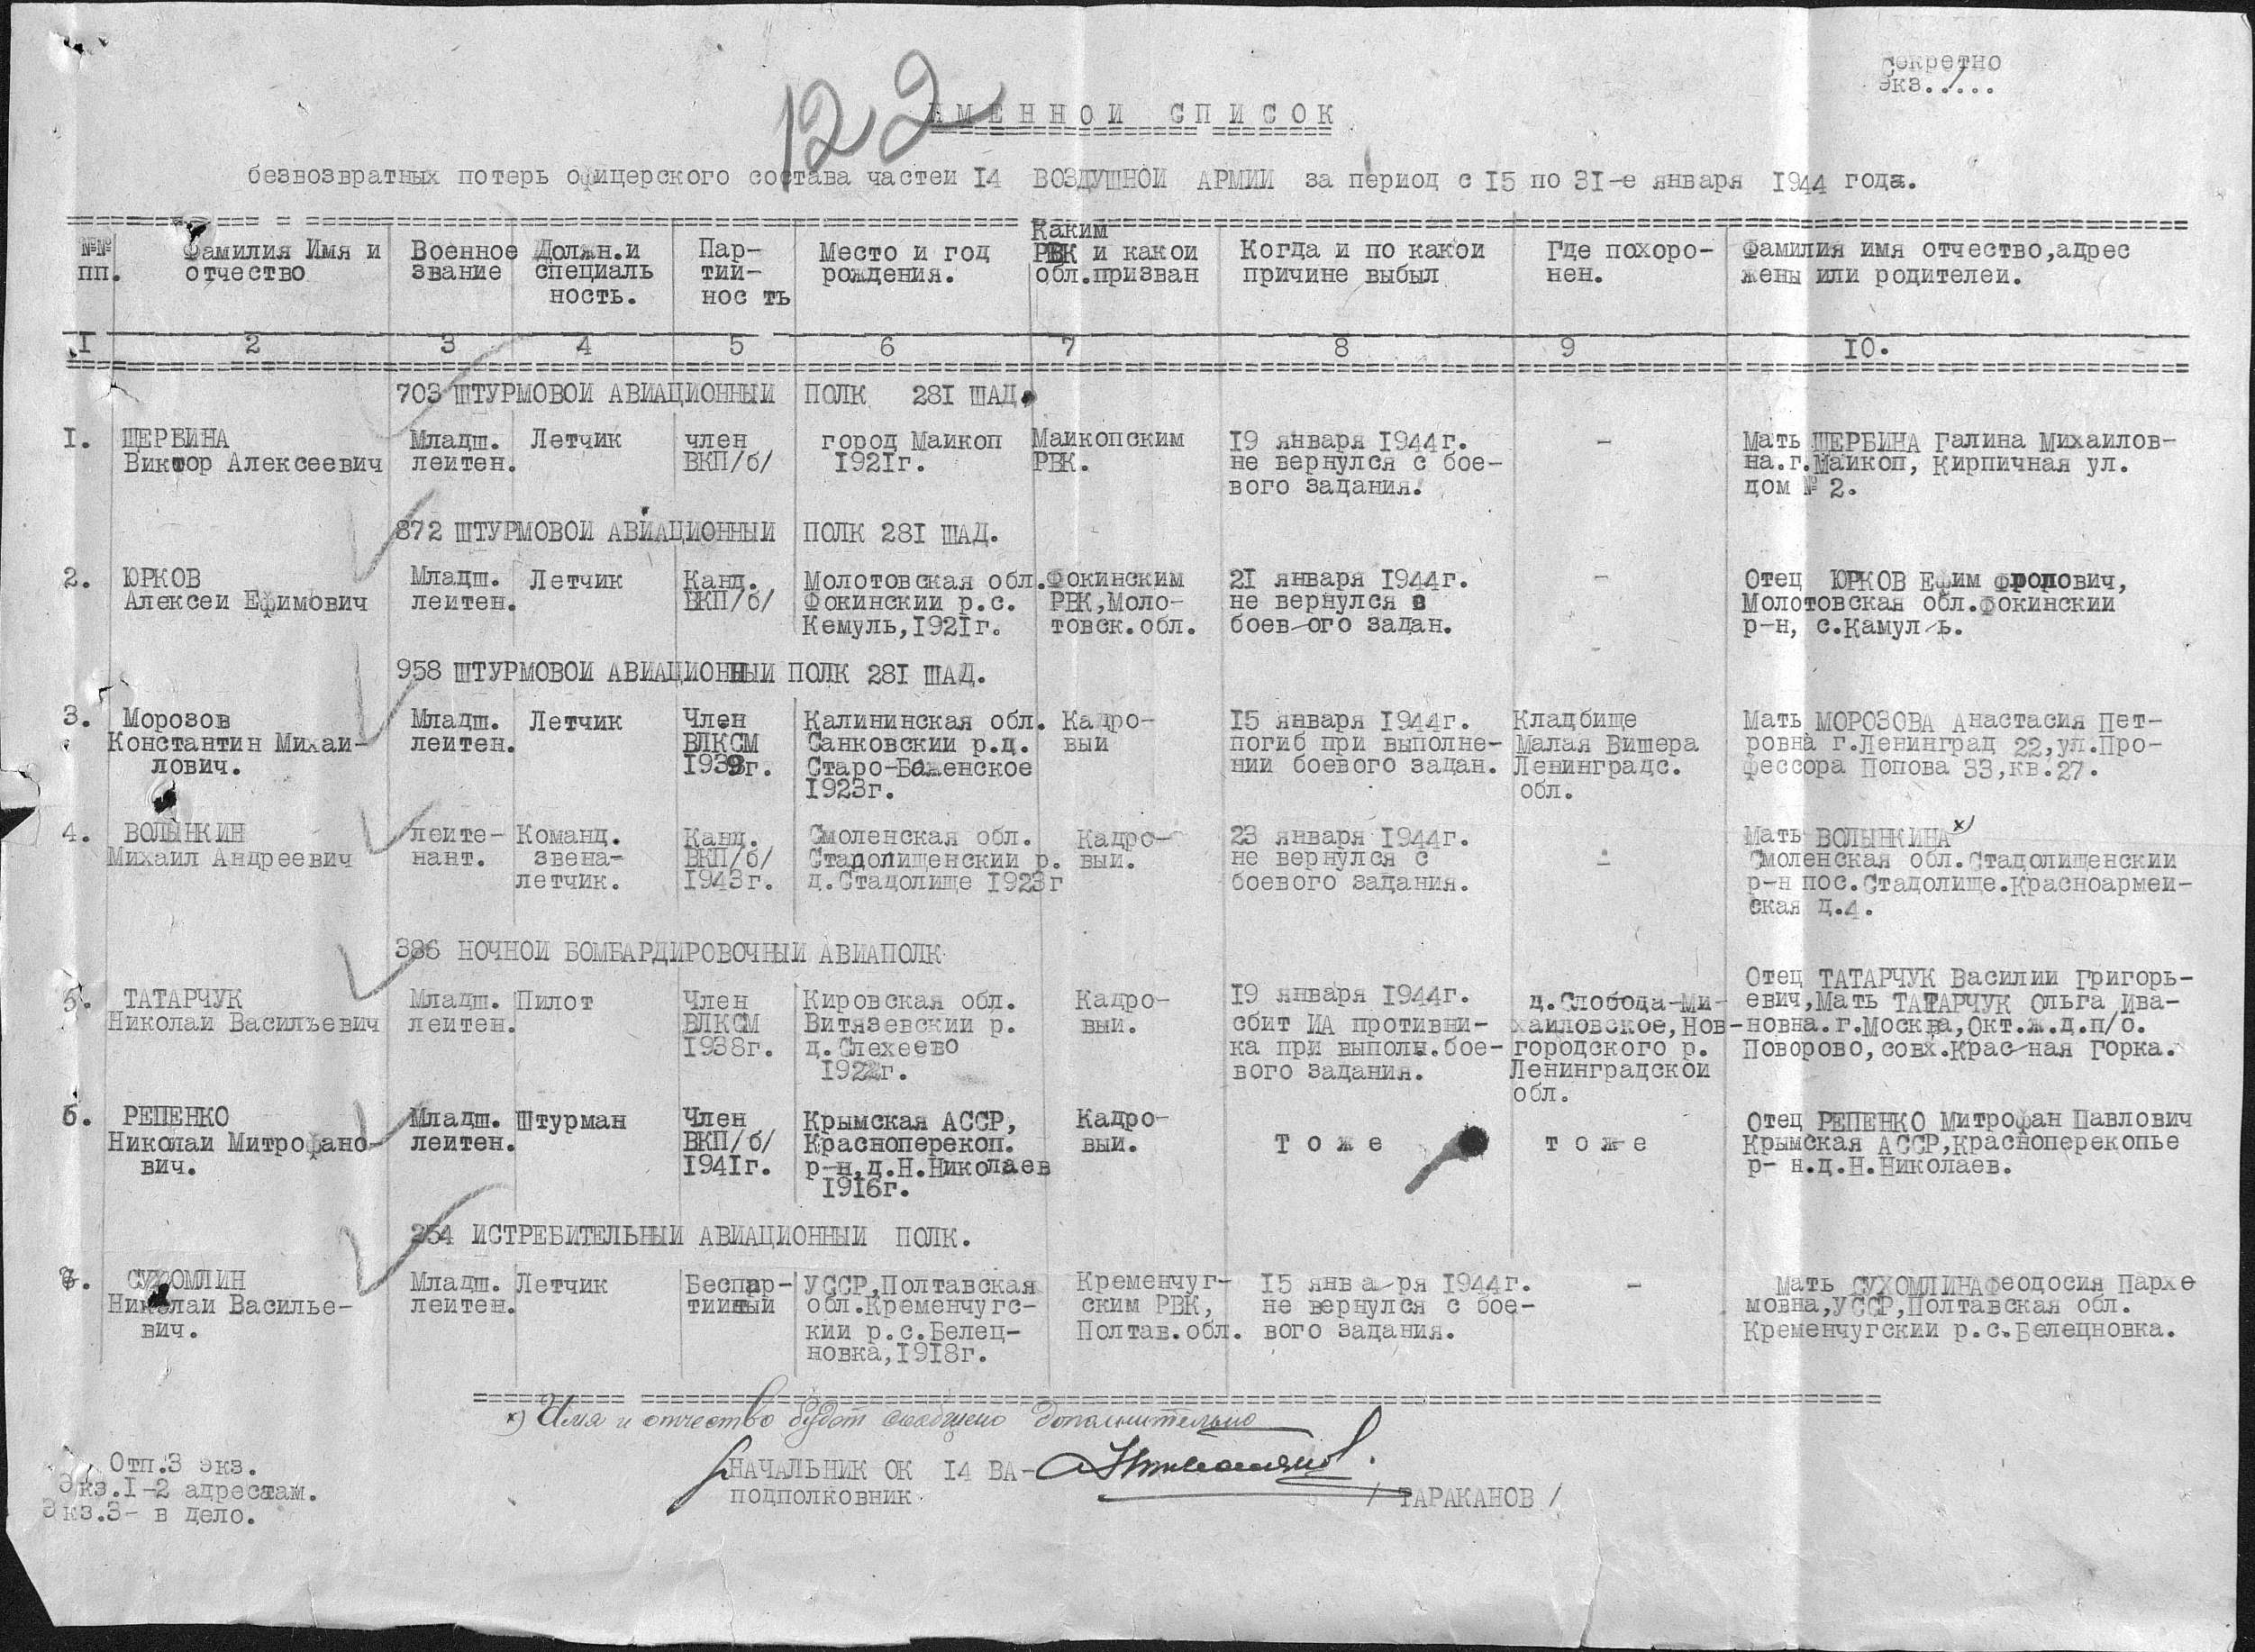 Секретно
Экз.....
122
ИМЕННОЙ СПИСОК
безвозвратных потерь офицерского состава частей 14 ВОЗДУШНОЙ АРМИИ за период с 15 по 31-е января 1944 года.
№№ пп. Фамилия Имя и отчество Военное звание Должн.и специаль ность. Пар- тий- нос ть Место и год рождения. Каким РВК и какой обл.призван Когда и по какой причине выбыл Где похоро- нен. Фамилия имя отчество,адрес жены или родителей.
1 2 3 4 5 6 7 8 9 10.
703 ШТУРМОВОЙ АВИАЦИОННЫЙ ПОЛК 281 ШАД.
1. ЩЕРБИНА Младш. Летчик член город Майкоп Майкопским 19 января 1944г. - Мать ЩЕРБИНА Галина Михайлов-
Виктор Алексеевич лейтен. ВКП/б/ 1921г. РВК. не вернулся с бое- на.г.Майкоп, Кирпичная ул.
вого задания. дом № 2.
872 ШТУРМОВОЙ АВИАЦИОННЫЙ ПОЛК 281 ШАД.
2. ЮРКОВ Младш. Летчик Канд. Молотовская обл. Фокинским 21 января 1944г. - Отец ЮРКОВ Ефим Фролович,
Алексей Ефимович лейтен. ВКП/б/ Фокинский р.с. РВК,Моло- не вернулся с Молотовская обл.Фокинский
Кемуль,1921г. товск.обл. боев-ого задан. р-н, с.Камуль.
958 ШТУРМОВОЙ АВИАЦИОННЫЙ ПОЛК 281 ШАД.
3. Морозов Младш. Летчик Член Калининская обл. Кадро- 15 января 1944г. Кладбище Мать МОРОЗОВА Анастасия Пет-
Константин Михай- лейтен. ВЛКСМ Санковский р.д. вый погиб при выполне- Малая Вишера ровна г.Ленинград 22,ул.Про-
лович. 1939г. Старо-Боженское нии боевого задан. Ленинградс. фессора Попова 33,кв.27.
1923г. обл.
4. ВОЛЫНКИН лейте- Команд. Канд. Смоленская обл. Кадро- 23 января 1944г. Мать ВОЛЫНКИНА х)
Михаил Андреевич нант. звена- ВКП/б/ Стадолищенский р. вый. не вернулся с - Смоленская обл.Стадолищенский
летчик. 1943г. д.Стадолище 1923г боевого задания. р-н пос.Стадолище.Красноармей-
ская д.4.
386 НОЧНОЙ БОМБАРДИРОВОЧНЫЙ АВИАПОЛК
Отец ТАТАРЧУК Василий Григорь-
5. ТАТАРЧУК Младш. Пилот Член Кировская обл. Кадро- 19 января 1944г. д.Слобода-Ми- евич,Мать ТАТАРЧУК Ольга Ива-
Николай Васильевич лейтен. ВЛКСМ Витязевский р. вый. сбит ИА противни- хайловское,Нов- новна.г.Москва,Окт.ж.д.п/о.
1938г. д.Слехеево ка при выполн.бое- городского р. Поворово,совх.Крас-ная Горка.
1922г. вого задания. Ленинградской
обл.
6. РЕПЕНКО Младш. Штурман Член Крымская АССР, Кадро- Отец РЕПЕНКО Митрофан Павлович
Николай Митрофано- лейтен. ВКП/б/ Красноперекоп. вый. Т о ж е т о ж е Крымская АССР,Красноперекопье
вич. 1941г. р-н,д.Н.Николаев р- н.д.Н.Николаев.
1916г.
254 ИСТРЕБИТЕЛЬНЫЙ АВИАЦИОННЫЙ ПОЛК.
7. СУХОМЛИН Младш. Летчик Беспар- УССР,Полтавская Кременчуг- 15 января 1944г. - Мать СУХОМЛИНА Феодосия Пархо
Николай Василье- лейтен. тийный обл.Кременчугс- ским РВК, не вернулся с бое- мовна,УССР,Полтавская обл.
вич. кий р.с.Белец- Полтав.обл. вого задания. Кременчугский р.с.Белецновка.
новка,1918г.
х) Имя и отчество будет сообщено дополнительно
Отп.3 экз.
Экз.1-2 адресатам.
Экз.3- в дело.
НАЧАЛЬНИК ОК 14 ВА-
ПОДПОЛКОВНИК
/ ТАРАКАНОВ /